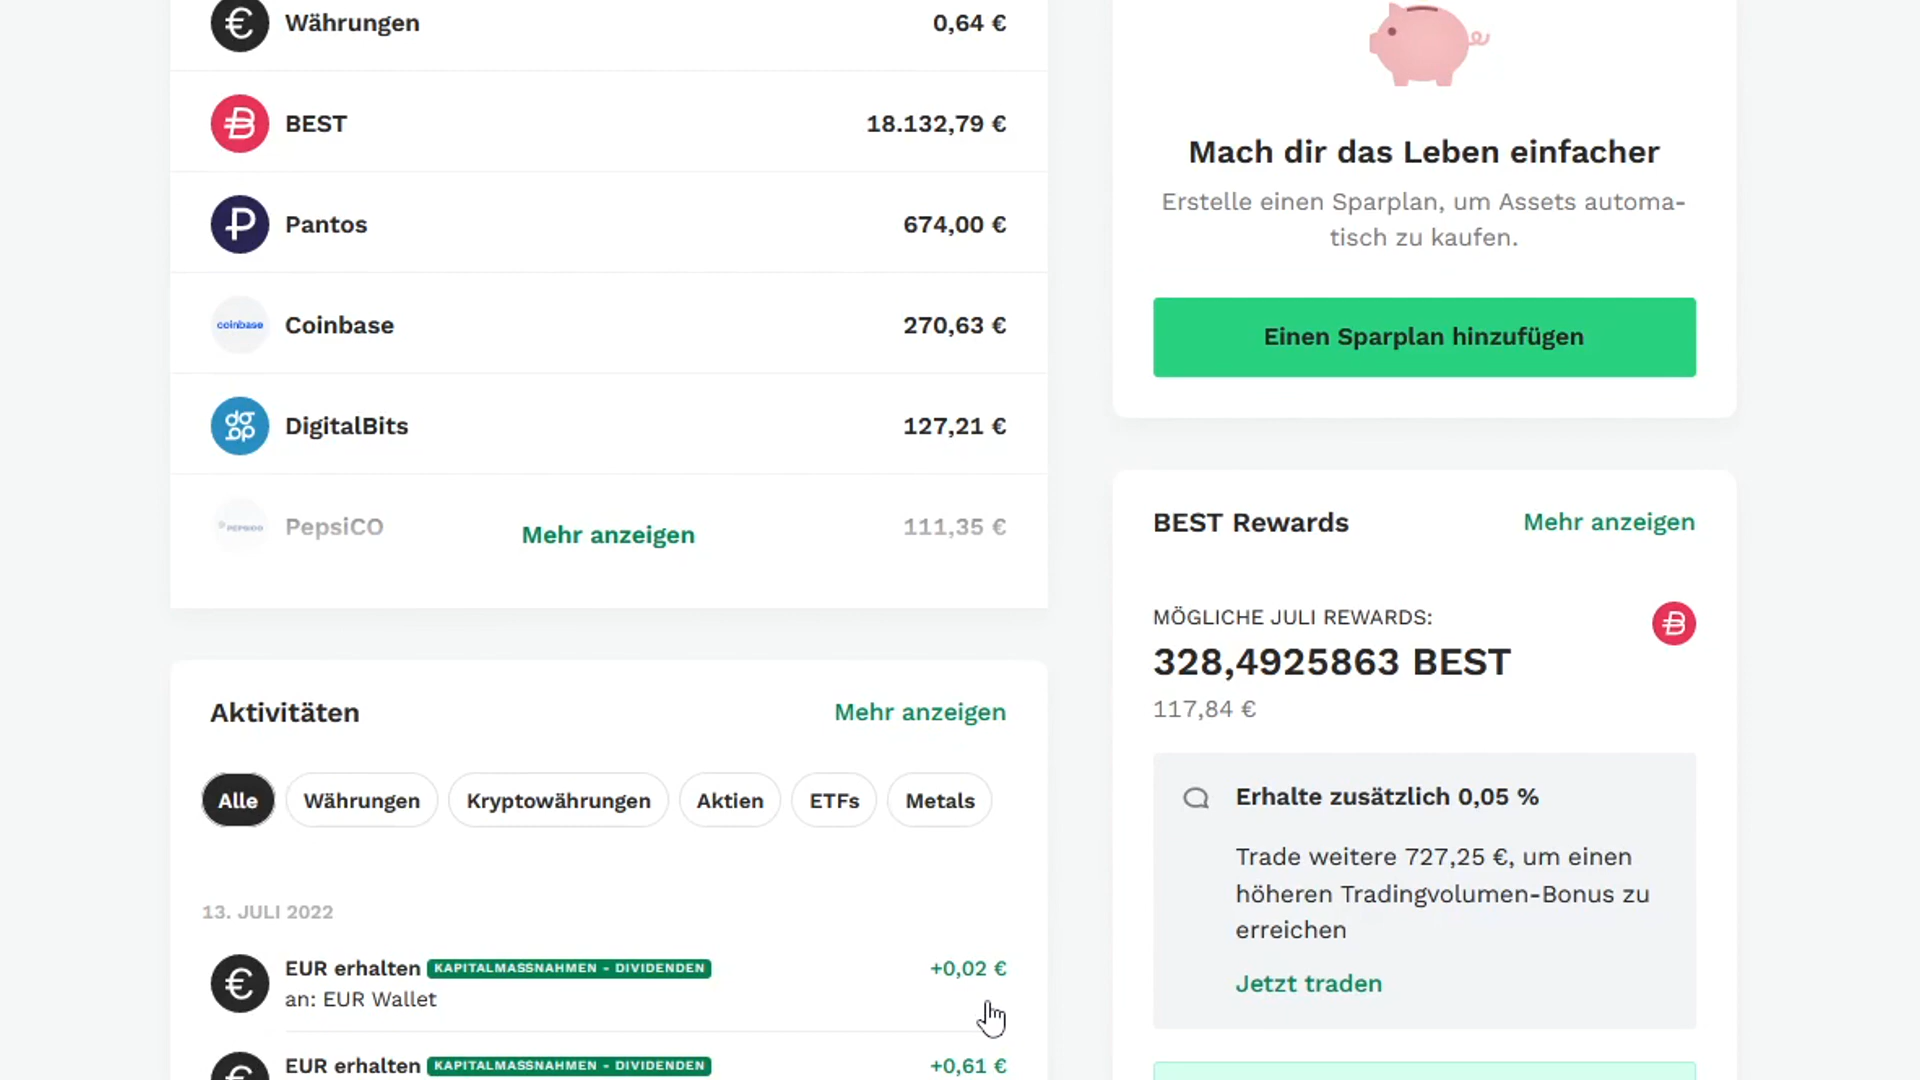 Währungen 0,64 €
BEST 18.132,79 €
Pantos 674,00 €
coinbase Coinbase 270,63 €
DigitalBits 127,21 €
PEPSICO PepsiCO 111,35 €
Mehr anzeigen
Aktivitäten Mehr anzeigen
Alle Währungen Kryptowährungen Aktien ETFs Metals
13. JULI 2022
EUR erhalten KAPITALMASSNAHMEN - DIVIDENDEN +0,02 €
an: EUR Wallet
EUR erhalten KAPITALMASSNAHMEN - DIVIDENDEN +0,61 €
Mach dir das Leben einfacher
Erstelle einen Sparplan, um Assets automa-
tisch zu kaufen.
Einen Sparplan hinzufügen
BEST Rewards Mehr anzeigen
MÖGLICHE JULI REWARDS:
328,4925863 BEST
117,84 €
Erhalte zusätzlich 0,05 %
Trade weitere 727,25 €, um einen
höheren Tradingvolumen-Bonus zu
erreichen
Jetzt traden